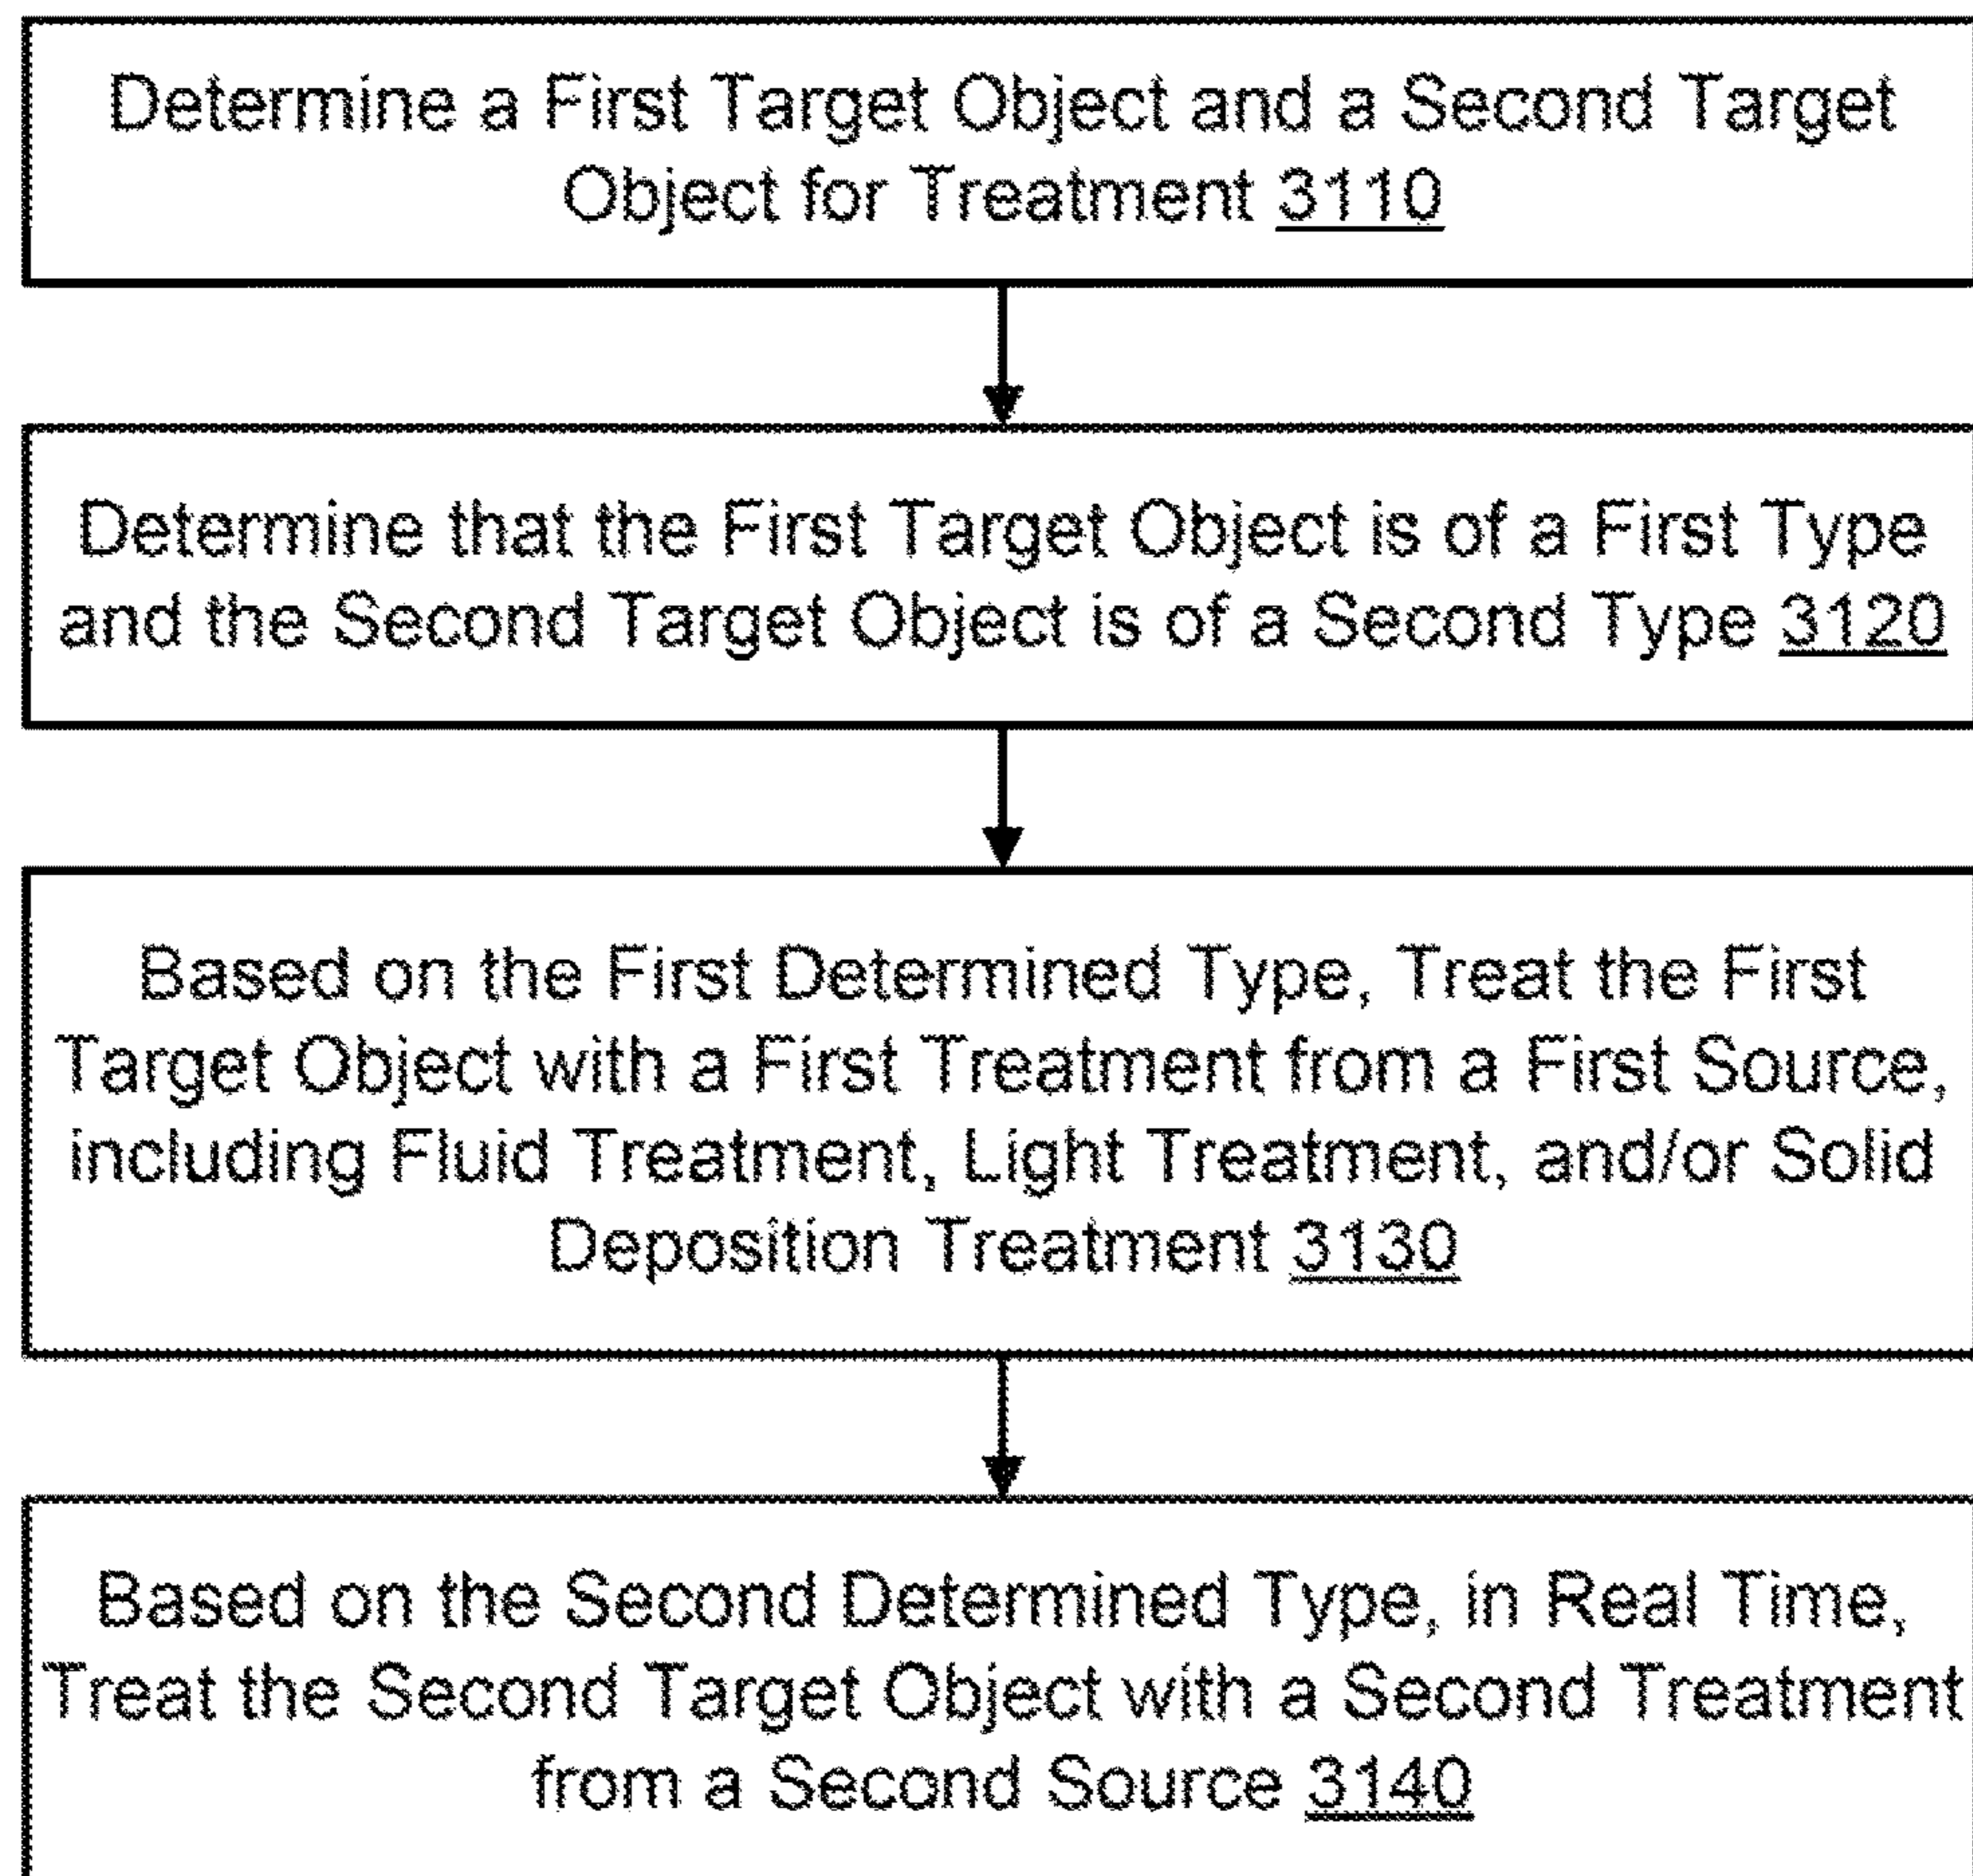 Determine a First Target Object and a Second Target
Object for Treatment 3110
Determine that the First Target Object is of a First Type
and the Second Target Object is of a Second Type 3120
Based on the First Determined Type, Treat the First
Target Object with a First Treatment from a First Source,
including Fluid Treatment, Light Treatment, and/or Solid
Deposition Treatment 3130
Based on the Second Determined Type, in Real Time,
Treat the Second Target Object with a Second Treatment
from a Second Source 3140